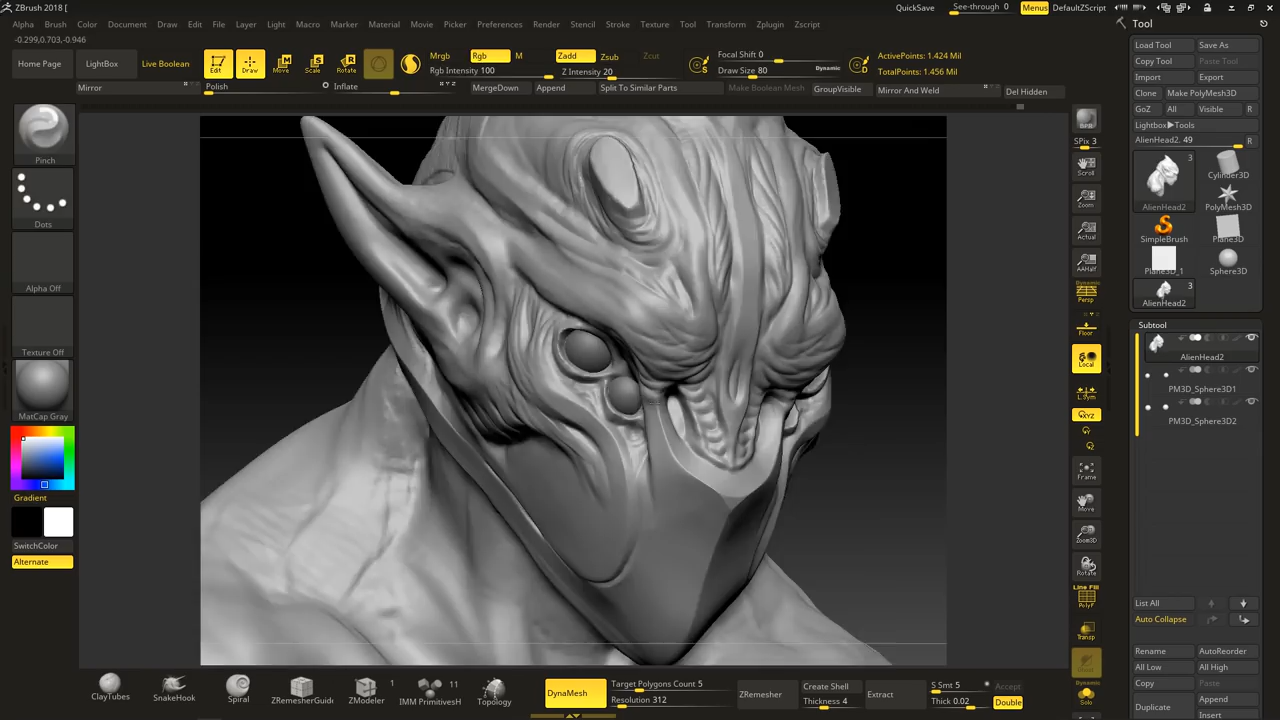 ZBrush 2018 [
QuickSave
See-through 0
Menus
DefaultZScript
Alpha Brush Color Document Draw Edit File Layer Light Macro Marker Material Movie Picker Preferences Render Stencil Stroke Texture Tool Transform Zplugin Zscript
-0.299,0.703,-0.946
Home Page
LightBox
Live Boolean
Edit
Draw
Move
Scale
Rotate
Mrgb
Rgb
M
Rgb Intensity 100
Zadd
Zsub
Zcut
Z Intensity 20
Focal Shift 0
Draw Size 80
Dynamic
ActivePoints: 1.424 Mil
TotalPoints: 1.456 Mil
Mirror
Polish
Inflate
MergeDown
Append
Split To Similar Parts
Make Boolean Mesh
GroupVisible
Mirror And Weld
Del Hidden
Pinch
Dots
Alpha Off
Texture Off
MatCap Gray
Gradient
SwitchColor
Alternate
BPR
SPix 3
Scroll
Zoom
Actual
AAHalf
Dynamic
Persp
Floor
Local
L.Sym
XYZ
Frame
Move
Zoom3D
Rotate
Line Fill
PolyF
Transp
Dynamic
Solo
Tool
Load Tool
Save As
Copy Tool
Paste Tool
Import
Export
Clone
Make PolyMesh3D
GoZ
All
Visible
R
Lightbox▶Tools
AlienHead2. 49
R
3
AlienHead2
Cylinder3D
PolyMesh3D
SimpleBrush
Plane3D
Plane3D_1
Sphere3D
3
AlienHead2
Subtool
AlienHead2
PM3D_Sphere3D1
PM3D_Sphere3D2
List All
Auto Collapse
Rename
AutoReorder
All Low
All High
Copy
Paste
Duplicate
Append
Insert
ClayTubes
SnakeHook
Spiral
ZRemesherGuide
1
ZModeler
11
IMM PrimitivesH
Topology
DynaMesh
Target Polygons Count 5
Resolution 312
ZRemesher
Create Shell
Thickness 4
Extract
S Smt 5
Thick 0.02
Accept
Double